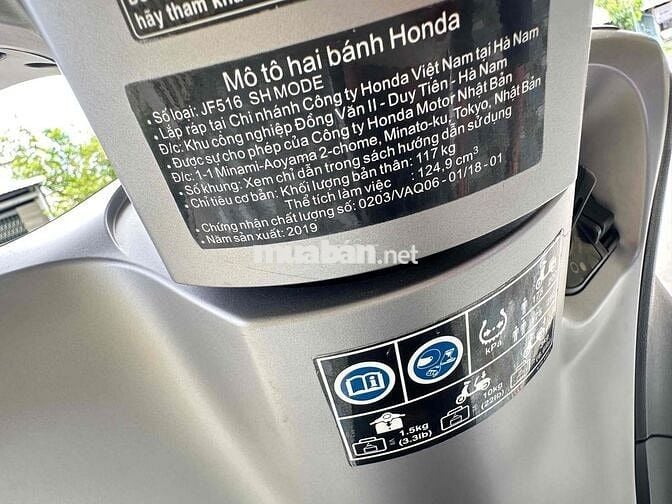 hãy tham khảo
Mô tô hai bánh Honda
• Số loại: JF516 SH MODE
• Lắp ráp tại Chi nhánh Công ty Honda Việt Nam tại Hà Nam
Đ/c: Khu công nghiệp Đồng Văn II - Duy Tiên - Hà Nam
• Được sự cho phép của Công ty Honda Motor Nhật Bản
Đ/c: 1-1 Minami-Aoyama 2-chome, Minato-ku, Tokyo, Nhật Bản
• Số khung: Xem chỉ dẫn trong sách hướng dẫn sử dụng
• Chỉ tiêu cơ bản: Khối lượng bản thân: 117 kg
Thể tích làm việc : 124,9 cm³
• Chứng nhận chất lượng số: 0203/VAQ06 - 01/18 - 01
• Năm sản xuất: 2019
muaban.net
kPa
1.5kg
(3.3lb)
10kg
(22lb)